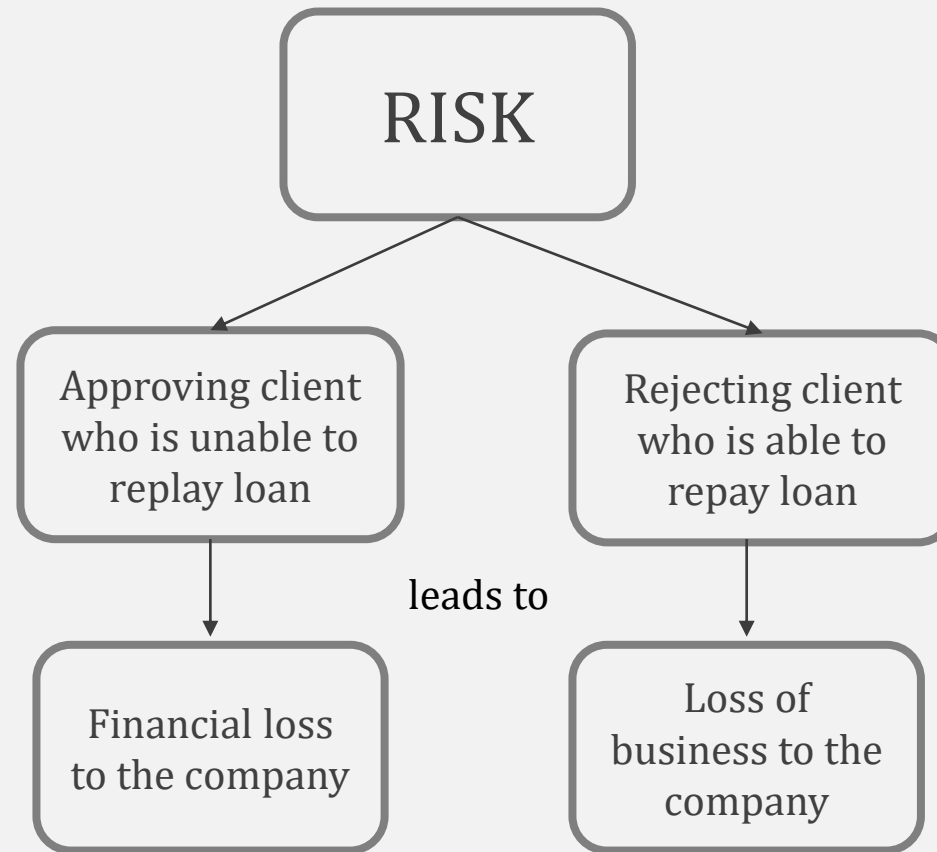 RISK
Approving client
who is unable to
replay loan
Rejecting client
who is able to
repay loan
leads to
Financial loss
to the company
Loss of
business to the
company